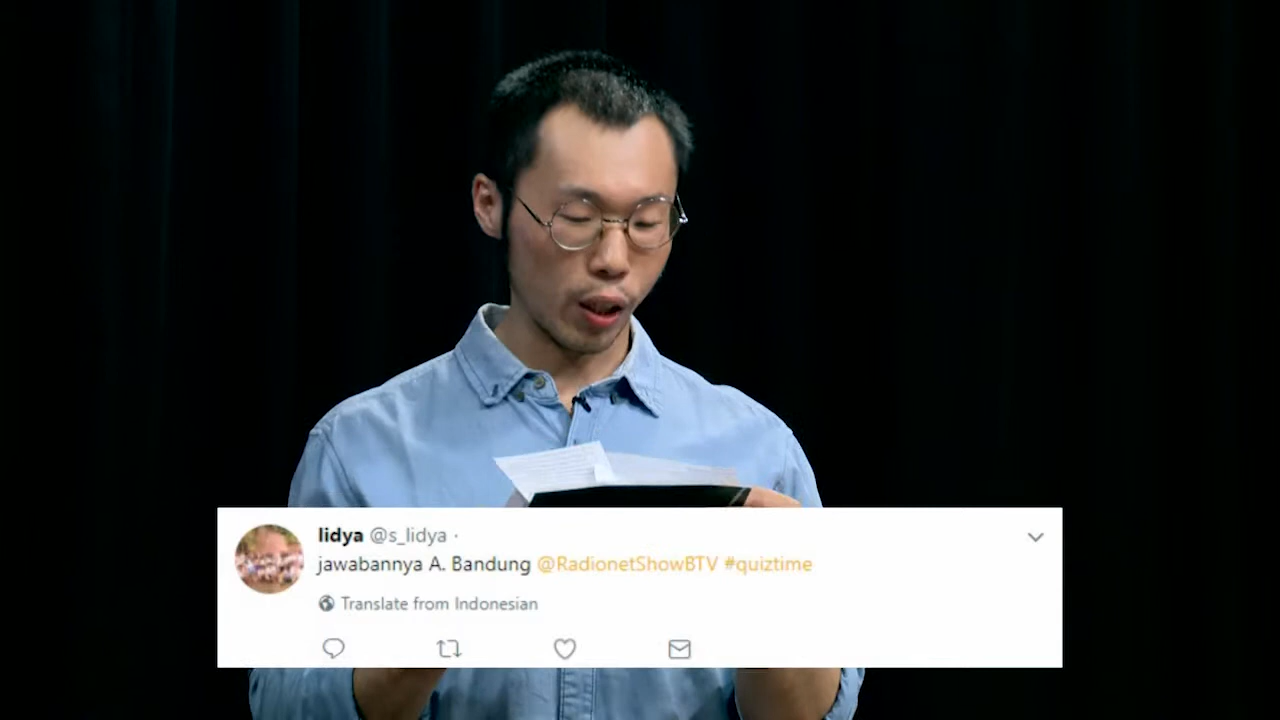 lidya @s_lidya ·
jawabannya A. Bandung @RadionetShowBTV #quiztime
Translate from Indonesian